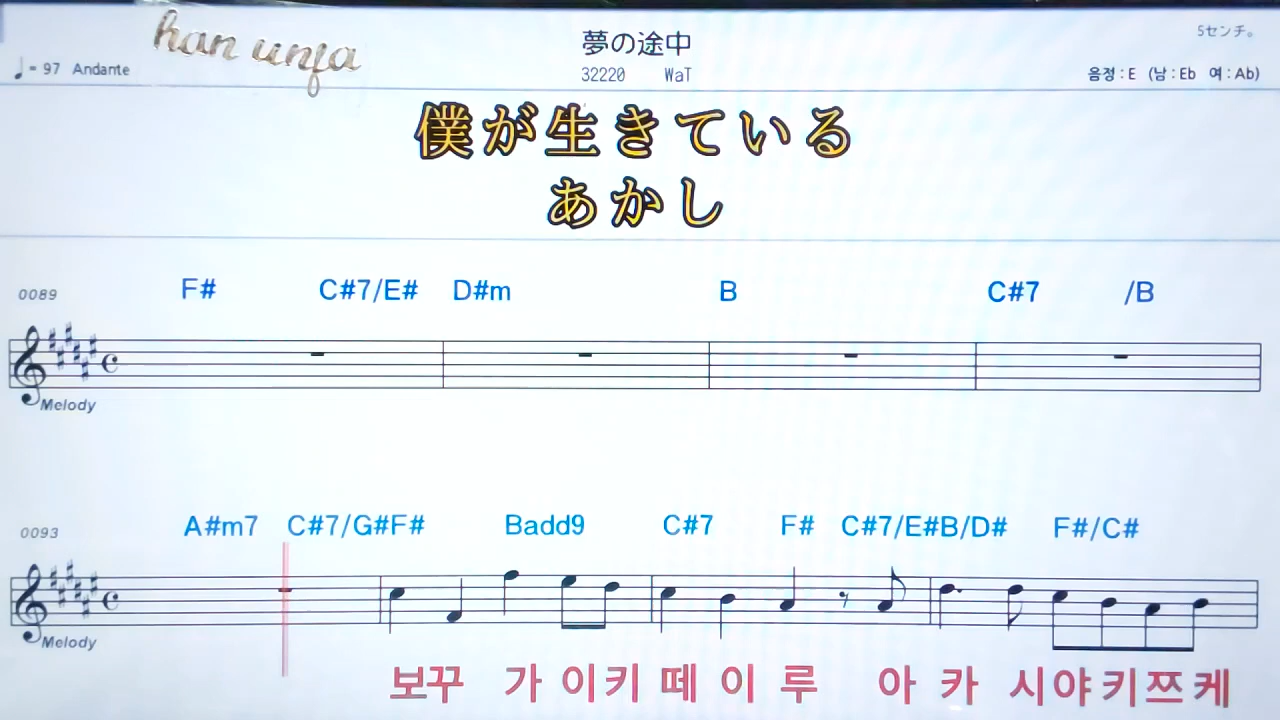 han unja
夢の途中
5センチ。
♩= 97 Andante
32220 WaT
음정 : E (남 : Eb 여 : Ab)
僕が生きている
あかし
0089 F# C#7/E# D#m B C#7 /B
Melody
0093 A#m7 C#7/G#F# Badd9 C#7 F# C#7/E#B/D# F#/C#
Melody
보꾸 가 이키 떼 이 루 아 카 시야키쯔케